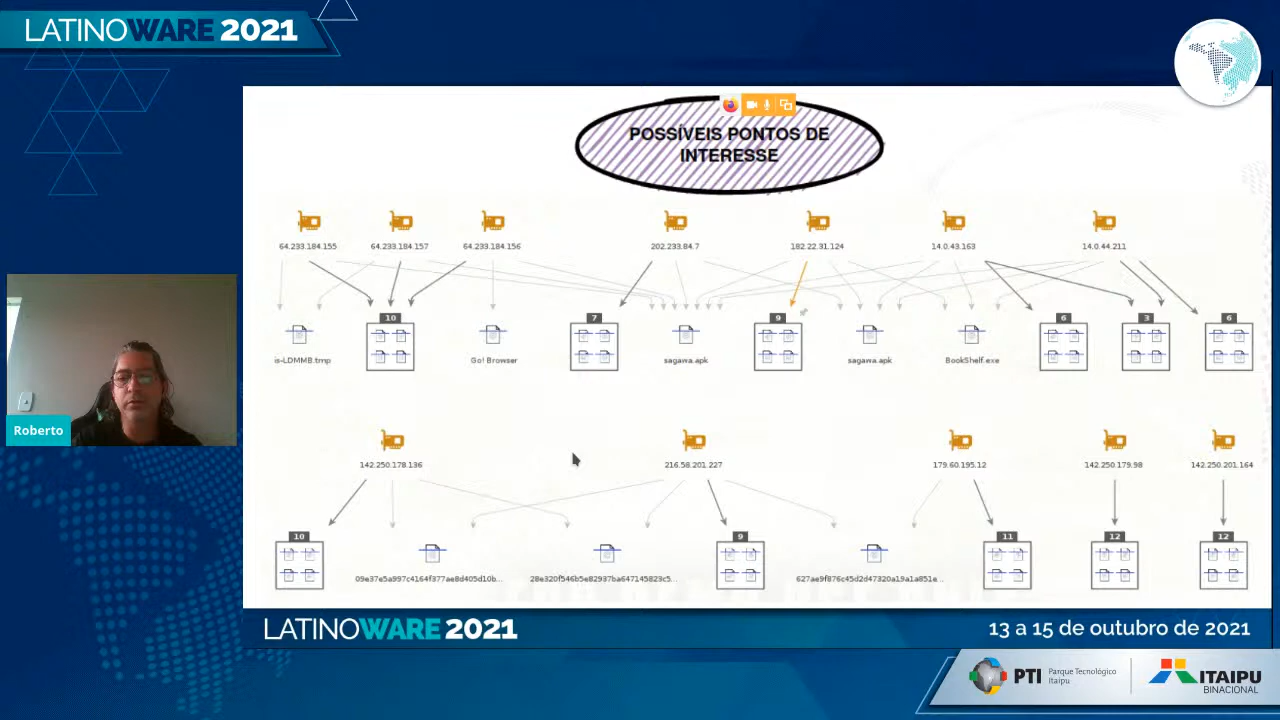 LATINOWARE 2021
POSSÍVEIS PONTOS DE
INTERESSE
64.233.184.155
64.233.184.157
64.233.184.156
202.233.84.7
182.22.31.124
14.0.43.163
14.0.44.211
10
7
9
6
3
6
is-LDMMB.tmp
Go! Browser
sagawa.apk
sagawa.apk
BookShelf.exe
Roberto
142.250.178.136
216.58.201.227
179.60.195.12
142.250.179.98
142.250.201.164
10
9
11
12
12
09e37e5a997c4164f377ae8d405d10b...
28e320f546b5e82937ba647145823c5...
627ae9f876c45d2d47320a19a1a851e...
LATINOWARE 2021
13 a 15 de outubro de 2021
PTI
Parque Tecnológico
Itaipu
ITAIPU
BINACIONAL